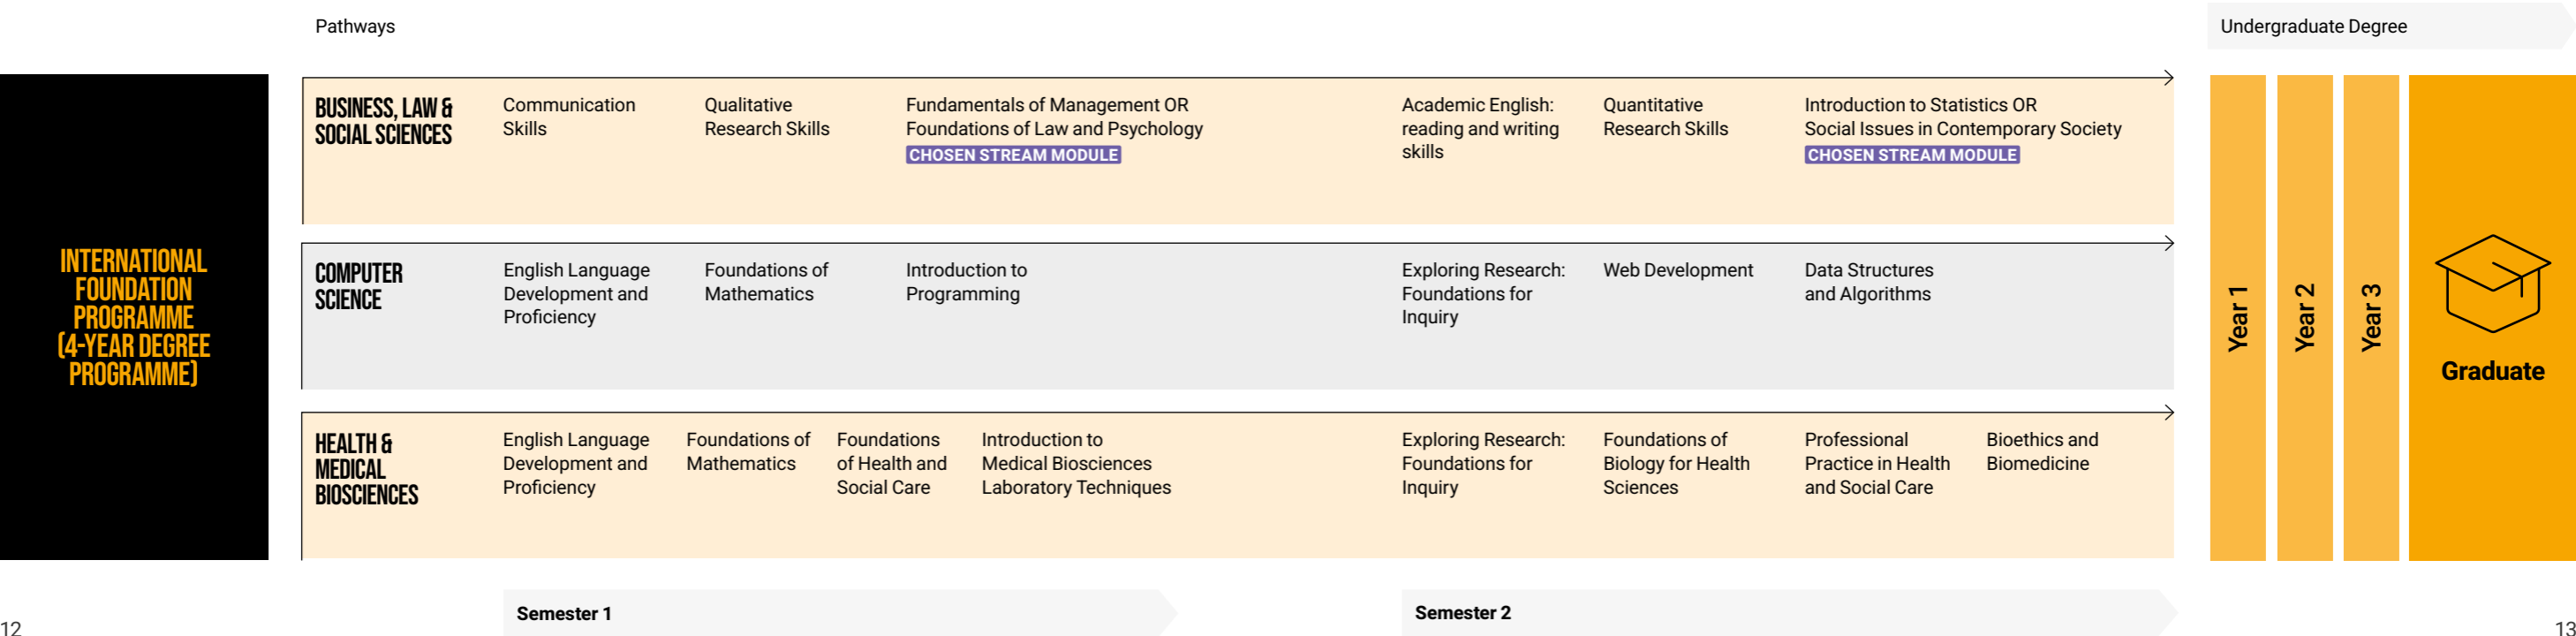 Pathways
Undergraduate Degree
INTERNATIONAL
FOUNDATION
PROGRAMME
(4-YEAR DEGREE
PROGRAMME)
BUSINESS, LAW &
SOCIAL SCIENCES
Communication
Skills
Qualitative
Research Skills
Fundamentals of Management OR
Foundations of Law and Psychology
CHOSEN STREAM MODULE
Academic English:
reading and writing
skills
Quantitative
Research Skills
Introduction to Statistics OR
Social Issues in Contemporary Society
CHOSEN STREAM MODULE
COMPUTER
SCIENCE
English Language
Development and
Proficiency
Foundations of
Mathematics
Introduction to
Programming
Exploring Research:
Foundations for
Inquiry
Web Development
Data Structures
and Algorithms
HEALTH &
MEDICAL
BIOSCIENCES
English Language
Development and
Proficiency
Foundations of
Mathematics
Foundations
of Health and
Social Care
Introduction to
Medical Biosciences
Laboratory Techniques
Exploring Research:
Foundations for
Inquiry
Foundations of
Biology for Health
Sciences
Professional
Practice in Health
and Social Care
Bioethics and
Biomedicine
Year 1
Year 2
Year 3
Graduate
Semester 1
Semester 2
12
13